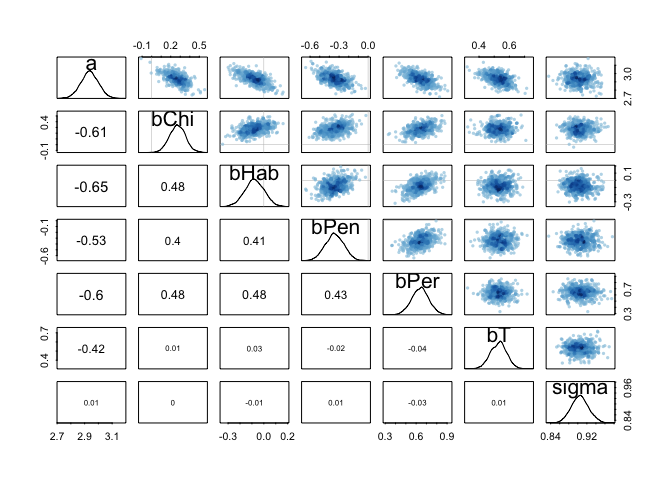 -0.1 0.2 0.5 -0.6 -0.3 0.0 0.4 0.6
a 2.7 3.0
-0.1 0.4 -0.61 bChi
-0.65 0.48 bHab -0.3 0.1
-0.6 -0.1 -0.53 0.4 0.41 bPen
-0.6 0.48 0.48 0.43 bPer 0.3 0.7
0.4 0.7 -0.42 0.01 0.03 -0.02 -0.04 bT
0.01 0 -0.01 0.01 -0.03 0.01 sigma 0.84 0.96
2.7 2.9 3.1 -0.3 0.0 0.2 0.3 0.6 0.9 0.84 0.92